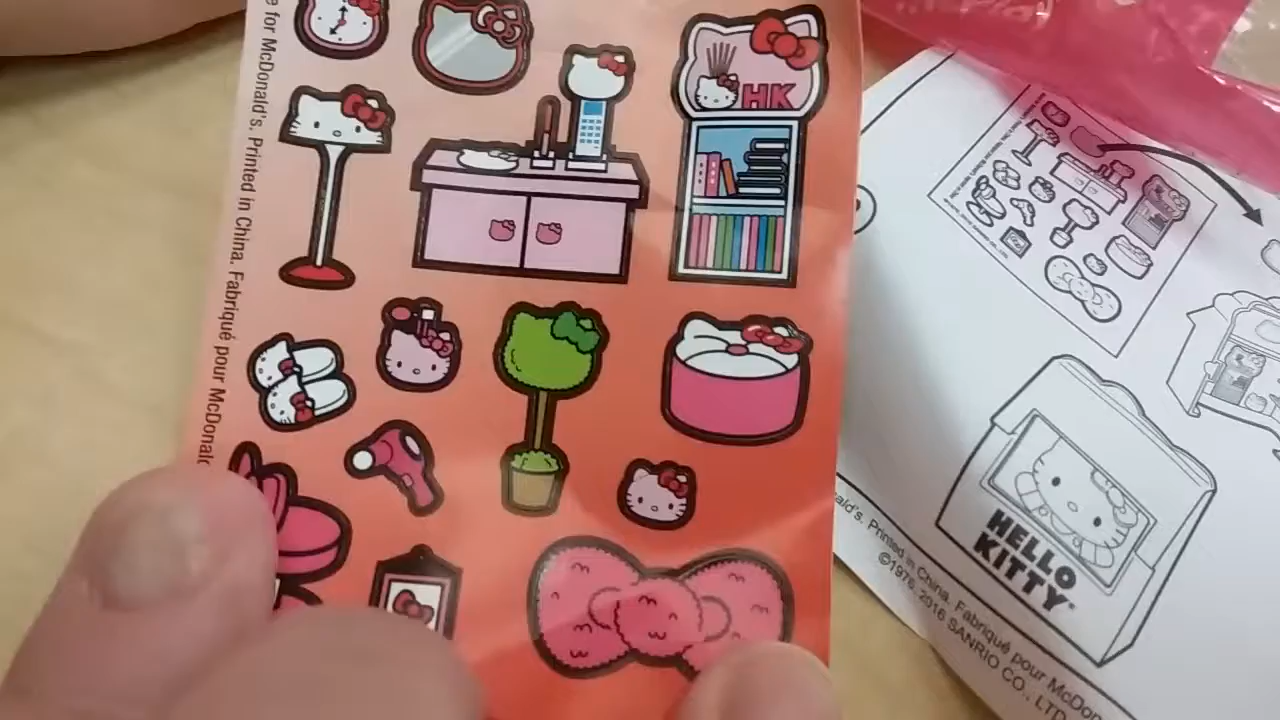 e for McDonald's. Printed in China. Fabriqué pour McDonald
HK
HELLO
KITTY
ald's. Printed in China. Fabriqué pour McDon
©1976, 2016 SANRIO CO., LTD